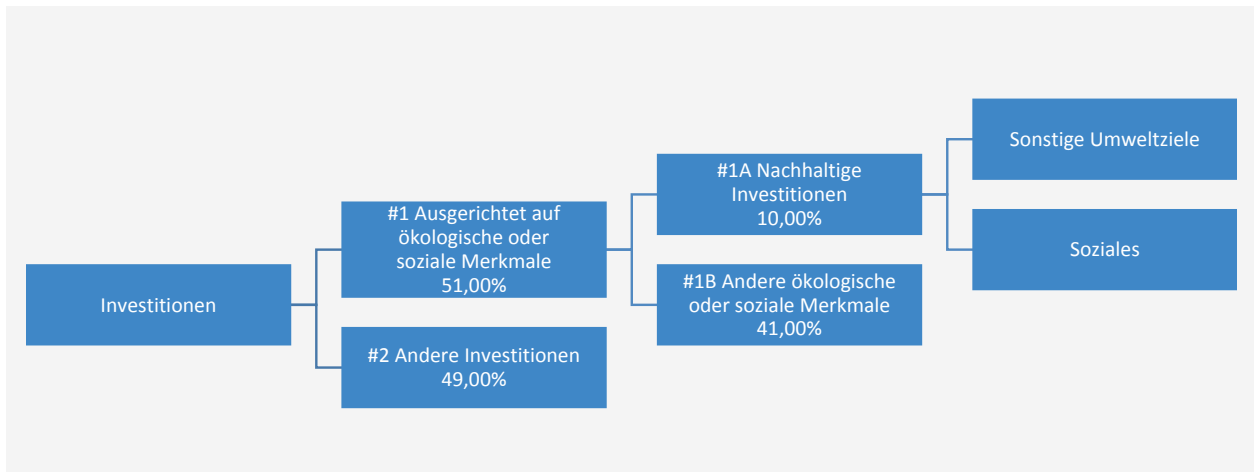 Investitionen
#1 Ausgerichtet auf
ökologische oder
soziale Merkmale
51,00%
#2 Andere Investitionen
49,00%
#1A Nachhaltige
Investitionen
10,00%
#1B Andere ökologische
oder soziale Merkmale
41,00%
Sonstige Umweltziele
Soziales